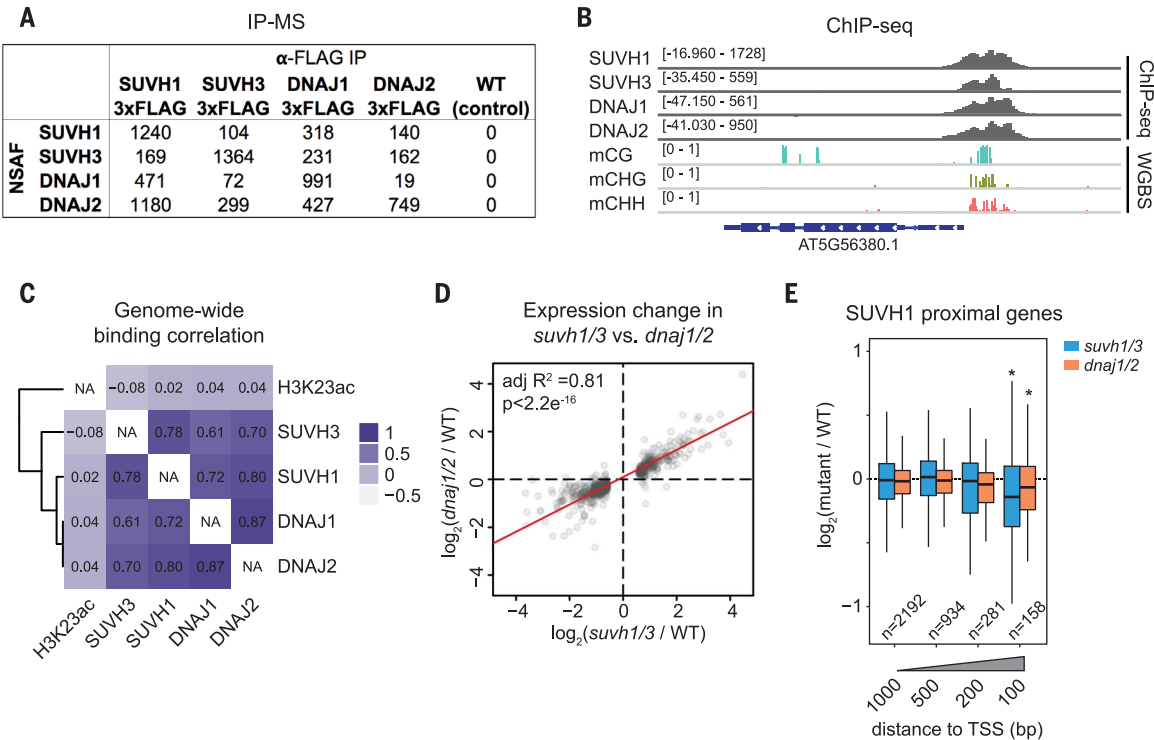 A
IP-MS
α-FLAG IP
SUVH1 SUVH3 DNAJ1 DNAJ2 WT
3xFLAG 3xFLAG 3xFLAG 3xFLAG (control)
NSAF
SUVH1 1240 104 318 140 0
SUVH3 169 1364 231 162 0
DNAJ1 471 72 991 19 0
DNAJ2 1180 299 427 749 0
B
ChIP-seq
SUVH1 [-16.960 - 1728]
SUVH3 [-35.450 - 559]
DNAJ1 [-47.150 - 561]
DNAJ2 [-41.030 - 950]
mCG [0 - 1]
mCHG [0 - 1]
mCHH [0 - 1]
ChIP-seq
WGBS
AT5G56380.1
C
Genome-wide
binding correlation
NA −0.08 0.02 0.04 0.04 H3K23ac
−0.08 NA 0.78 0.61 0.70 SUVH3
0.02 0.78 NA 0.72 0.80 SUVH1
0.04 0.61 0.72 NA 0.87 DNAJ1
0.04 0.70 0.80 0.87 NA DNAJ2
H3K23ac SUVH3 SUVH1 DNAJ1 DNAJ2
1
0.5
0
−0.5
D
Expression change in
suvh1/3 vs. dnaj1/2
adj R² =0.81
p<2.2e⁻¹⁶
log₂(dnaj1/2 / WT)
4
2
0
−2
−4
−4 −2 0 2 4
log₂(suvh1/3 / WT)
E
SUVH1 proximal genes
suvh1/3
dnaj1/2
log₂(mutant / WT)
1
0
−1
* *
n=2192 n=934 n=281 n=158
1000 500 200 100
distance to TSS (bp)